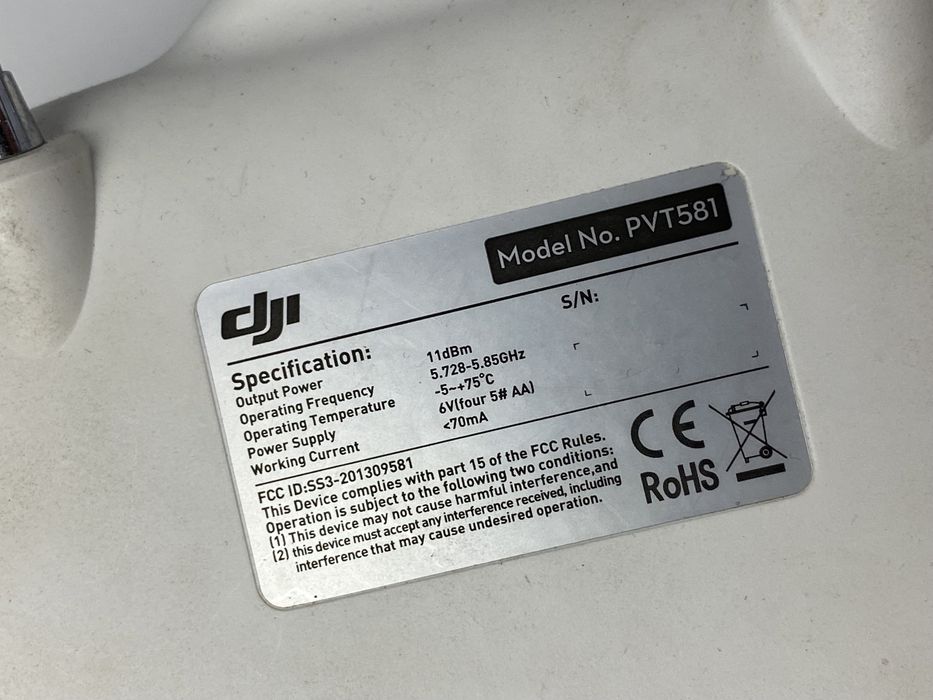 Model No. PVT581
dji
S/N:
Specification:
Output Power 11dBm
Operating Frequency 5.728-5.85GHz
Operating Temperature -5~+75°C
Power Supply 6V(four 5# AA)
Working Current <70mA
FCC ID:SS3-201309581
This Device complies with part 15 of the FCC Rules.
Operation is subject to the following two conditions:
(1) This device may not cause harmful interference,and
(2) this device must accept any interference received, including
interference that may cause undesired operation.
CE
RoHS